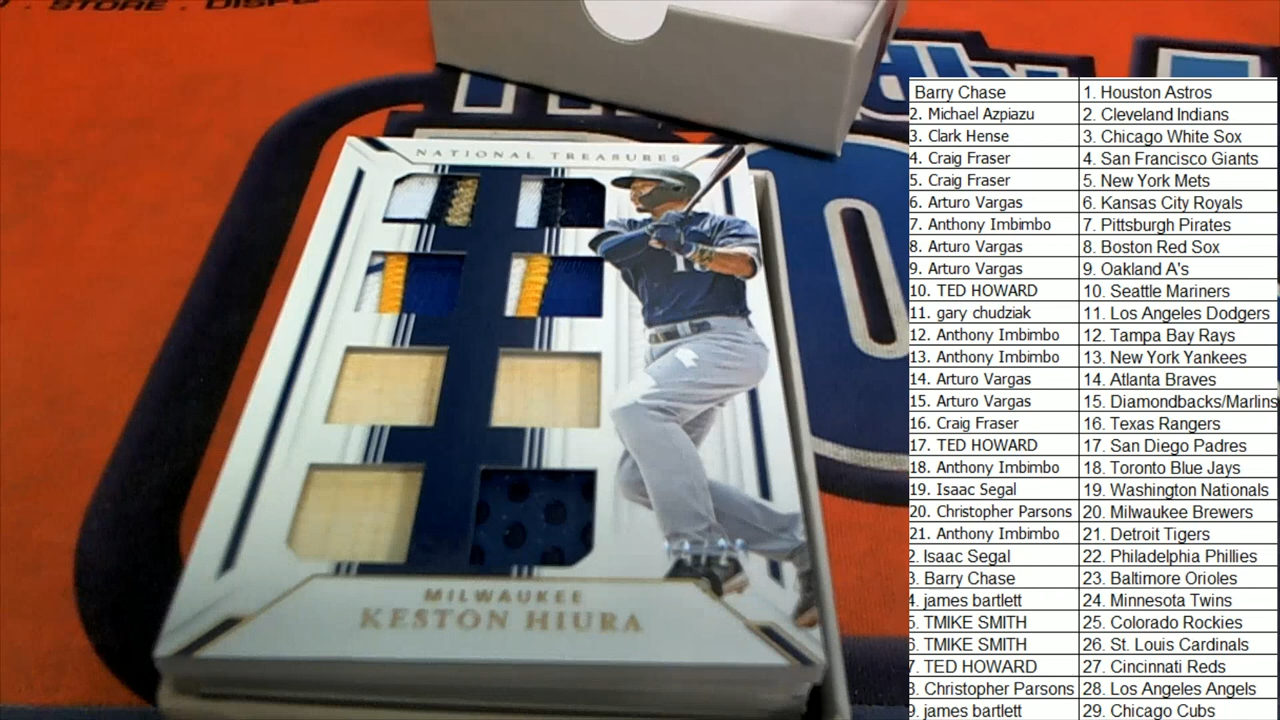 STORE . DISPE
NATIONAL TREASURES
MILWAUKEE
KESTON HIURA
Barry Chase 1. Houston Astros
2. Michael Azpiazu 2. Cleveland Indians
3. Clark Hense 3. Chicago White Sox
4. Craig Fraser 4. San Francisco Giants
5. Craig Fraser 5. New York Mets
6. Arturo Vargas 6. Kansas City Royals
7. Anthony Imbimbo 7. Pittsburgh Pirates
8. Arturo Vargas 8. Boston Red Sox
9. Arturo Vargas 9. Oakland A's
10. TED HOWARD 10. Seattle Mariners
11. gary chudziak 11. Los Angeles Dodgers
12. Anthony Imbimbo 12. Tampa Bay Rays
13. Anthony Imbimbo 13. New York Yankees
14. Arturo Vargas 14. Atlanta Braves
15. Arturo Vargas 15. Diamondbacks/Marlins
16. Craig Fraser 16. Texas Rangers
17. TED HOWARD 17. San Diego Padres
18. Anthony Imbimbo 18. Toronto Blue Jays
19. Isaac Segal 19. Washington Nationals
20. Christopher Parsons 20. Milwaukee Brewers
21. Anthony Imbimbo 21. Detroit Tigers
2. Isaac Segal 22. Philadelphia Phillies
3. Barry Chase 23. Baltimore Orioles
4. james bartlett 24. Minnesota Twins
5. TMIKE SMITH 25. Colorado Rockies
6. TMIKE SMITH 26. St. Louis Cardinals
7. TED HOWARD 27. Cincinnati Reds
8. Christopher Parsons 28. Los Angeles Angels
9. james bartlett 29. Chicago Cubs